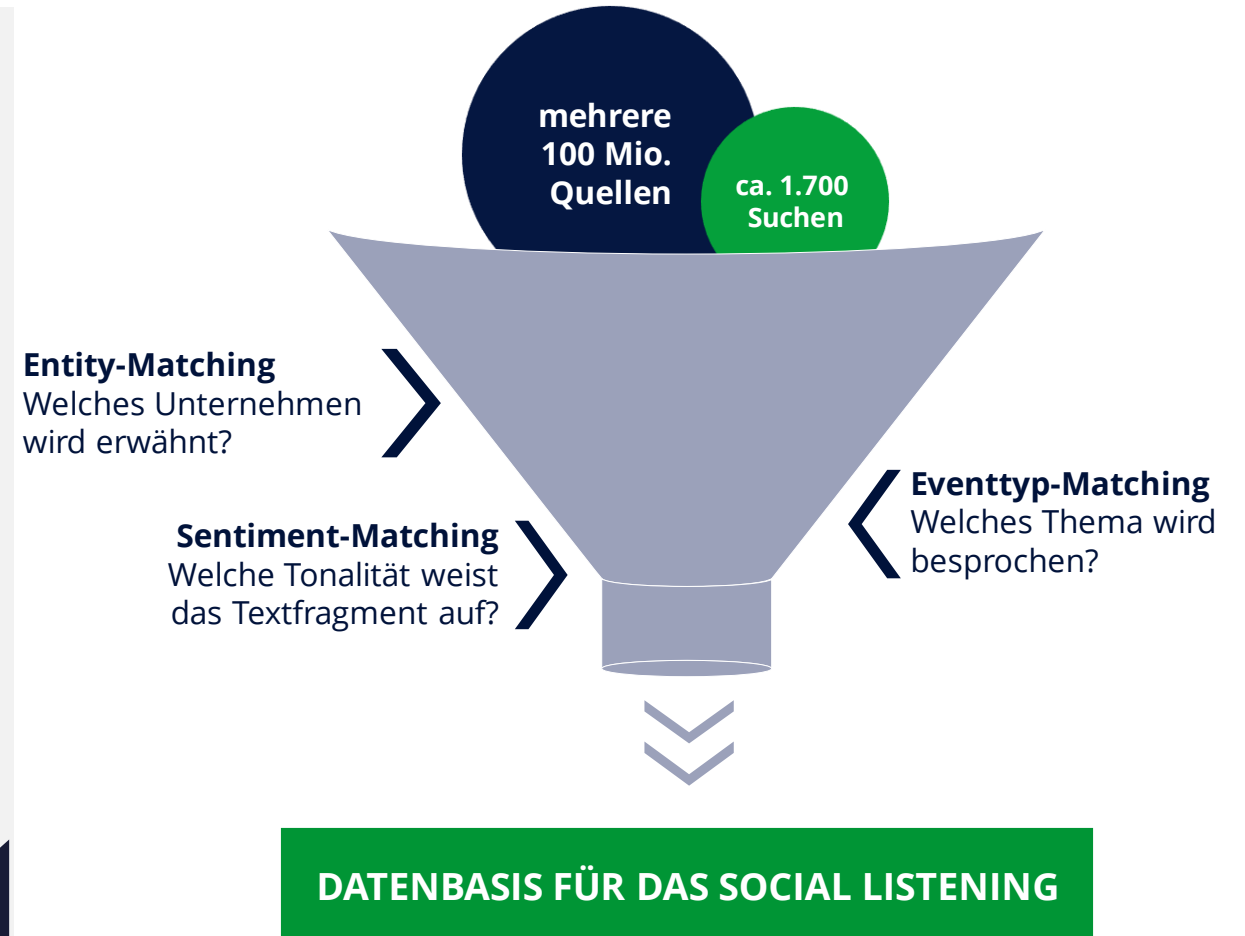 mehrere
100 Mio.
Quellen
ca. 1.700
Suchen
Entity-Matching
Welches Unternehmen
wird erwähnt?
Eventtyp-Matching
Welches Thema wird
besprochen?
Sentiment-Matching
Welche Tonalität weist
das Textfragment auf?
DATENBASIS FÜR DAS SOCIAL LISTENING